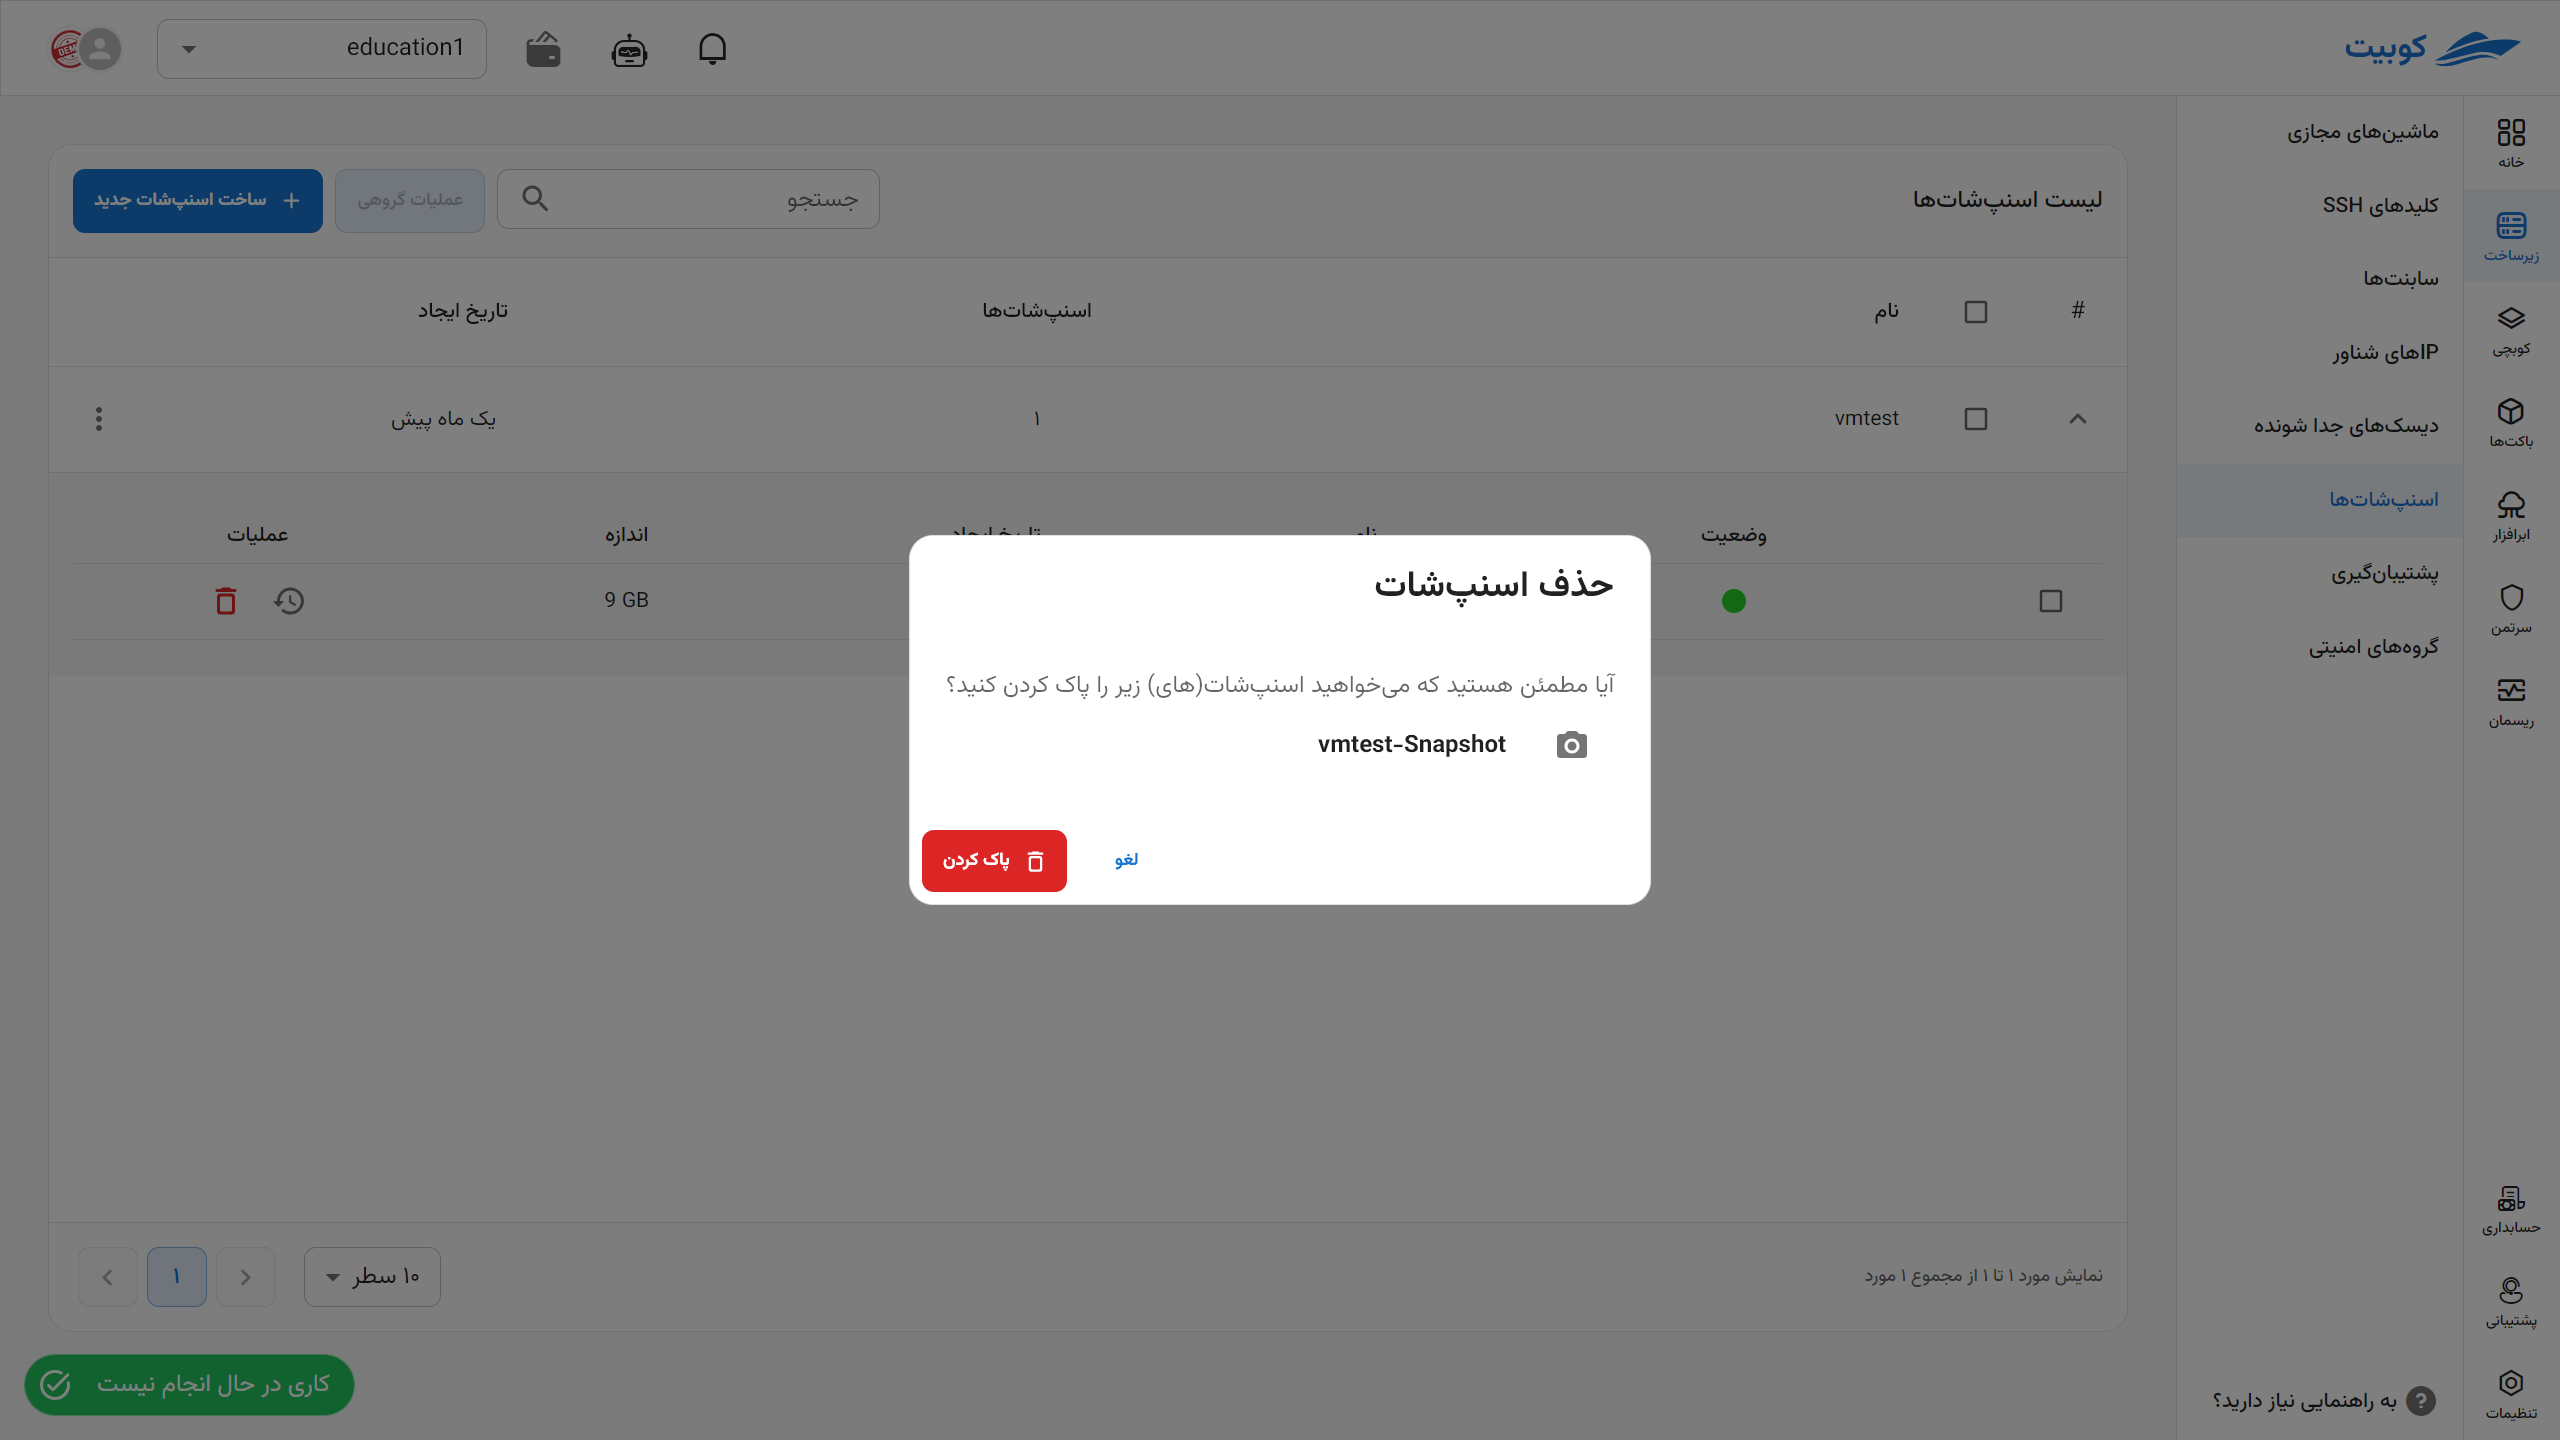 کوبیت
education1
خانه
زیرساخت
کوبچی
باکت‌ها
ابرافزار
سرتمن
ریسمان
حسابداری
پشتیبانی
تنظیمات
ماشین‌های مجازی
کلیدهای SSH
سابنت‌ها
IPهای شناور
دیسک‌های جدا شونده
اسنپ‌شات‌ها
پشتیبان‌گیری
گروه‌های امنیتی
به راهنمایی نیاز دارید؟
لیست اسنپ‌شات‌ها
جستجو
عملیات گروهی
ساخت اسنپ‌شات جدید
# نام اسنپ‌شات‌ها تاریخ ایجاد
vmtest ۱ یک ماه پیش
وضعیت نام تاریخ ایجاد اندازه عملیات
9 GB
حذف اسنپ‌شات
آیا مطمئن هستید که می‌خواهید اسنپ‌شات(های) زیر را پاک کردن کنید؟
vmtest-Snapshot
لغو
پاک کردن
نمایش مورد ۱ تا ۱ از مجموع ۱ مورد
۱۰ سطر
۱
کاری در حال انجام نیست